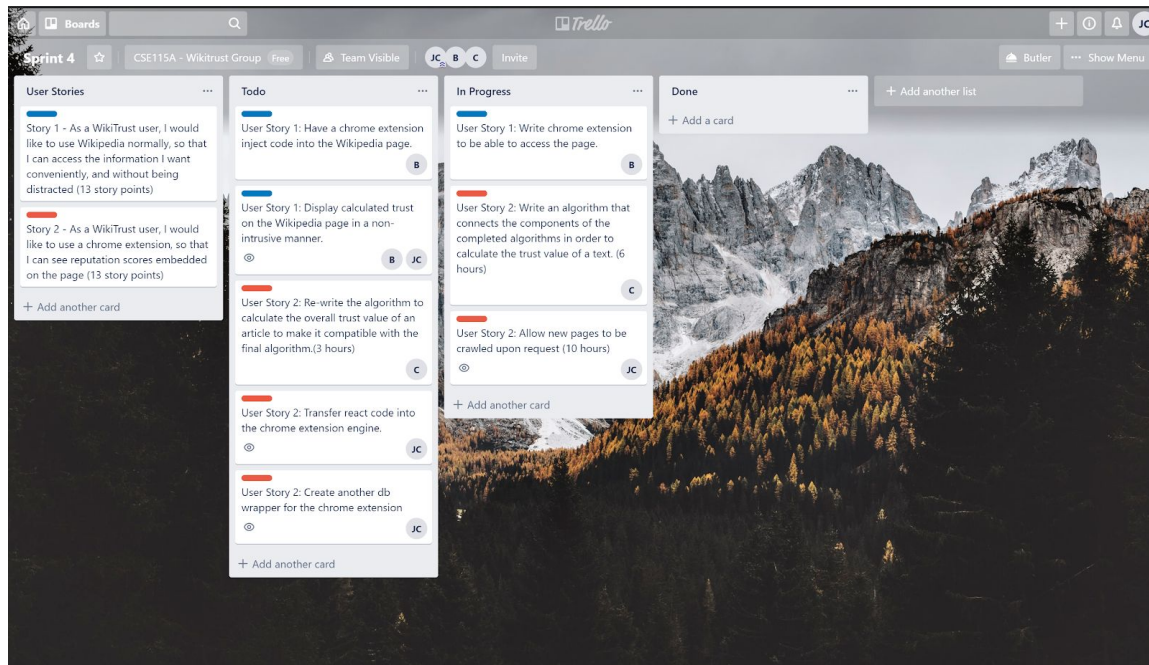 Boards
Trello
JC
Sprint 4
CSE115A - Wikitrust Group Free
Team Visible
JC B C
Invite
Butler
··· Show Menu
User Stories ···
Story 1 - As a WikiTrust user, I would
like to use Wikipedia normally, so that
I can access the information I want
conveniently, and without being
distracted (13 story points)
Story 2 - As a WikiTrust user, I would
like to use a chrome extension, so that
I can see reputation scores embedded
on the page (13 story points)
+ Add another card
Todo ···
User Story 1: Have a chrome extension
inject code into the Wikipedia page.
B
User Story 1: Display calculated trust
on the Wikipedia page in a non-
intrusive manner.
B JC
User Story 2: Re-write the algorithm to
calculate the overall trust value of an
article to make it compatible with the
final algorithm.(3 hours)
C
User Story 2: Transfer react code into
the chrome extension engine.
JC
User Story 2: Create another db
wrapper for the chrome extension
JC
+ Add another card
In Progress ···
User Story 1: Write chrome extension
to be able to access the page.
B
User Story 2: Write an algorithm that
connects the components of the
completed algorithms in order to
calculate the trust value of a text. (6
hours)
C
User Story 2: Allow new pages to be
crawled upon request (10 hours)
JC
+ Add another card
Done ···
+ Add a card
+ Add another list